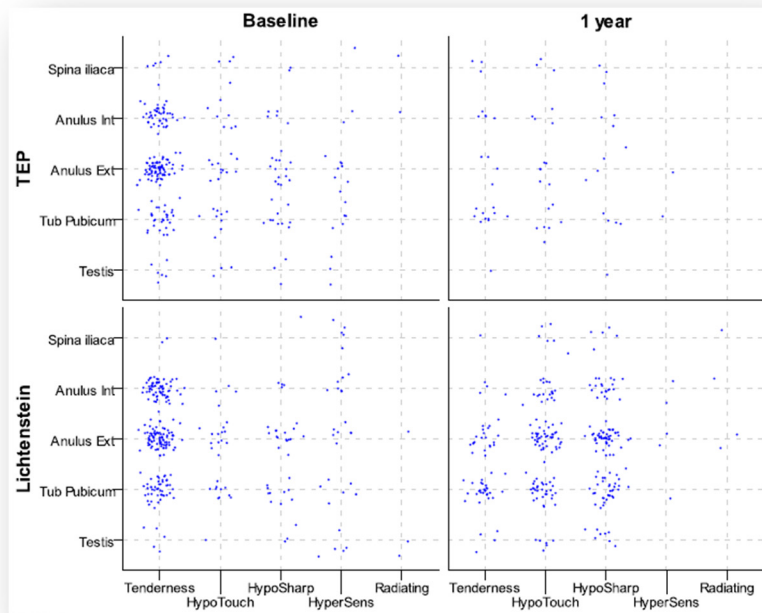 Baseline
1 year
TEP
Spina iliaca
Anulus Int
Anulus Ext
Tub Pubicum
Testis
Lichtenstein
Spina iliaca
Anulus Int
Anulus Ext
Tub Pubicum
Testis
Tenderness HypoSharp Radiating Tenderness HypoSharp Radiating
HypoTouch HyperSens HypoTouch HyperSens